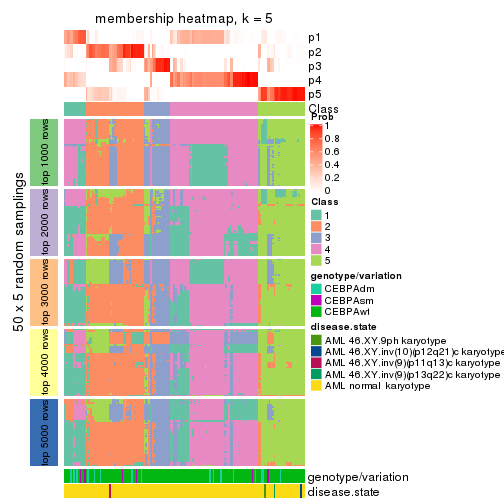 membership heatmap, k = 5
p1
p2
p3
p4
p5
Class
Prob
1
0.8
0.6
0.4
0.2
0
Class
1
2
3
4
5
genotype/variation
CEBPAdm
CEBPAsm
CEBPAwt
disease.state
AML 46.XY.9ph karyotype
AML 46.XY.inv(10)(p12q21)c karyotype
AML 46.XY.inv(9)(p11q13)c karyotype
AML 46.XY.inv(9)(p13q22)c karyotype
AML normal karyotype
50 x 5 random samplings
top 1000 rows
top 2000 rows
top 3000 rows
top 4000 rows
top 5000 rows
genotype/variation
disease.state